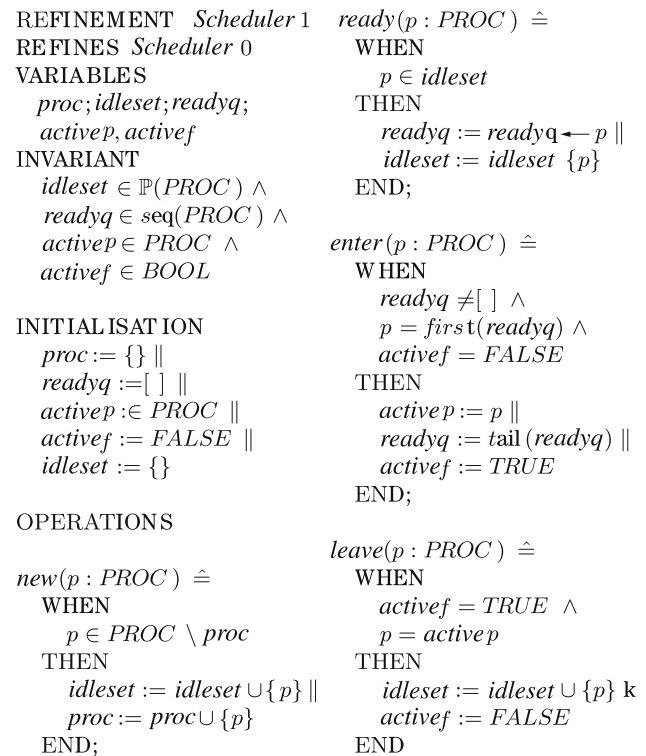 REFINEMENT Scheduler 1
REFINES Scheduler 0
VARIABLES
proc; idleset; readyq;
activep, activef
INVARIANT
idleset ∈ ℙ(PROC) ∧
readyq ∈ seq(PROC) ∧
activep ∈ PROC ∧
activef ∈ BOOL
INITIALISATION
proc := {} ||
readyq := [ ] ||
activep :∈ PROC ||
activef := FALSE ||
idleset := {}
OPERATIONS
new(p : PROC) ≙
WHEN
p ∈ PROC \ proc
THEN
idleset := idleset ∪ {p} ||
proc := proc ∪ {p}
END;
ready(p : PROC) ≙
WHEN
p ∈ idleset
THEN
readyq := readyq ← p ||
idleset := idleset {p}
END;
enter(p : PROC) ≙
WHEN
readyq ≠ [ ] ∧
p = first(readyq) ∧
activef = FALSE
THEN
activep := p ||
readyq := tail(readyq) ||
activef := TRUE
END;
leave(p : PROC) ≙
WHEN
activef = TRUE ∧
p = activep
THEN
idleset := idleset ∪ {p} k
activef := FALSE
END